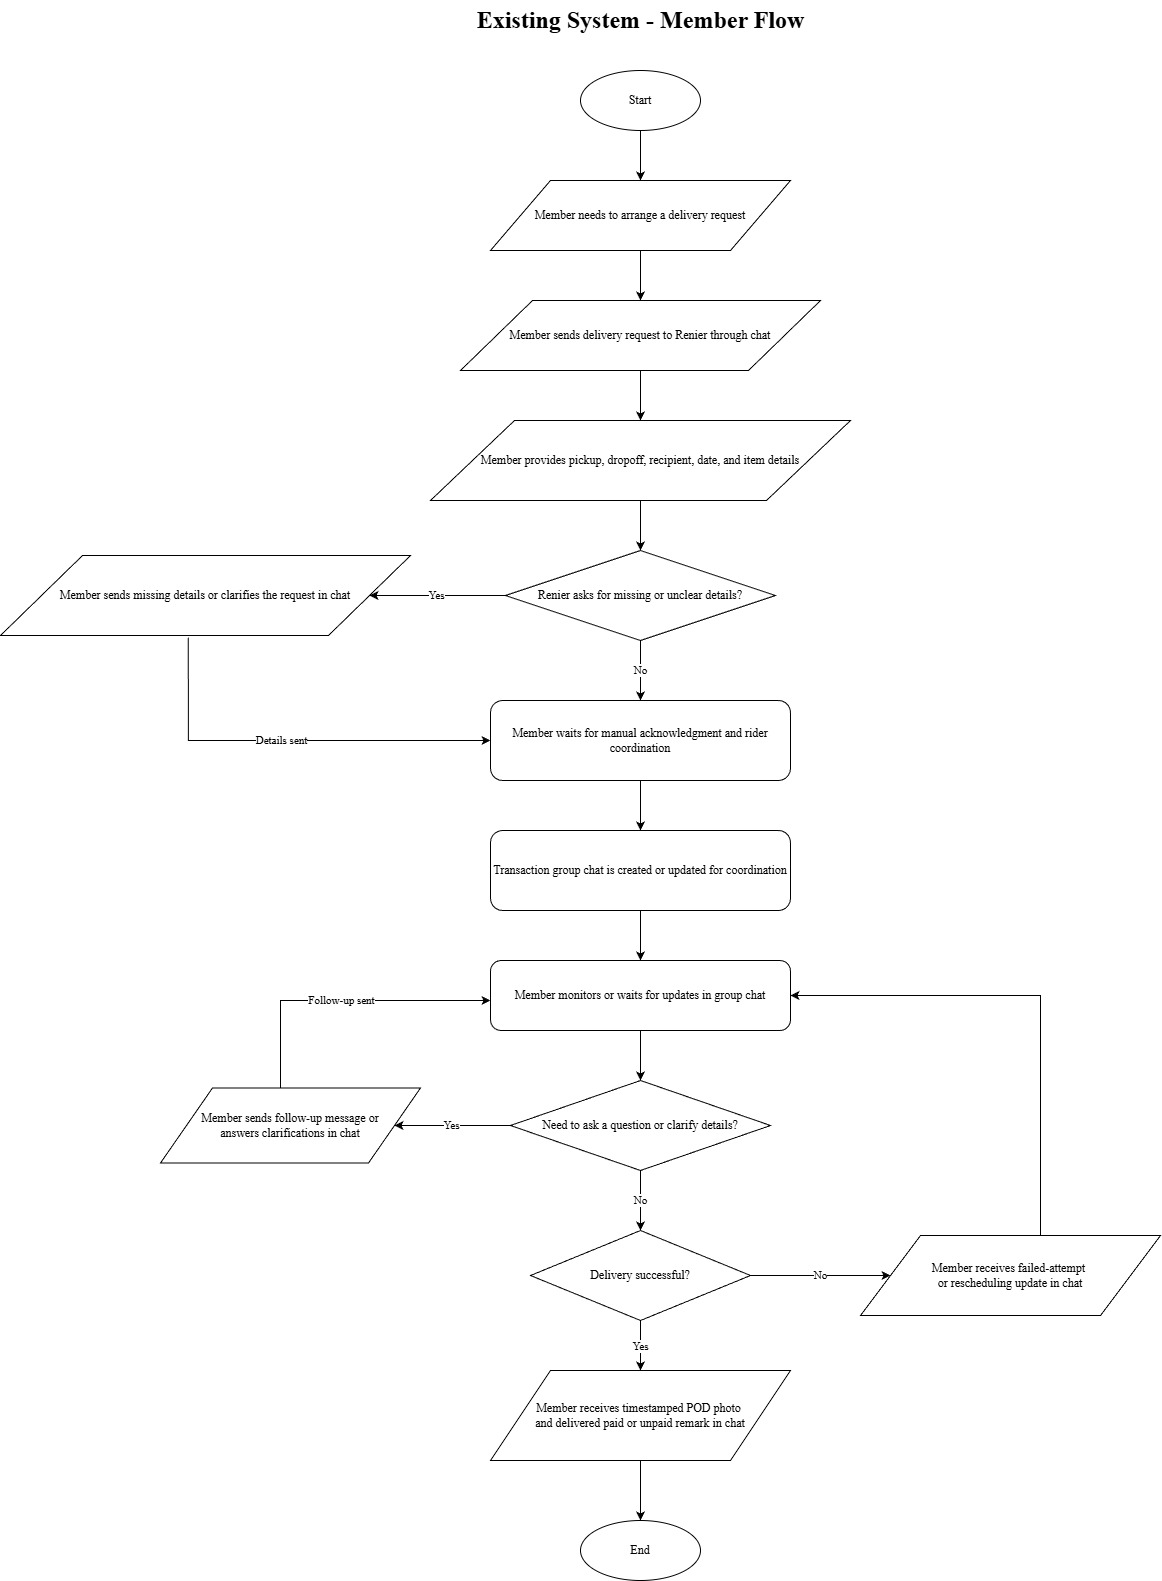 Existing System - Member Flow
Start
Member needs to arrange a delivery request
Member sends delivery request to Renier through chat
Member provides pickup, dropoff, recipient, date, and item details
Renier asks for missing or unclear details?
Yes
Member sends missing details or clarifies the request in chat
No
Details sent
Member waits for manual acknowledgment and rider
coordination
Transaction group chat is created or updated for coordination
Member monitors or waits for updates in group chat
Follow-up sent
Need to ask a question or clarify details?
Yes
Member sends follow-up message or
answers clarifications in chat
No
Delivery successful?
No
Member receives failed-attempt
or rescheduling update in chat
Yes
Member receives timestamped POD photo
and delivered paid or unpaid remark in chat
End